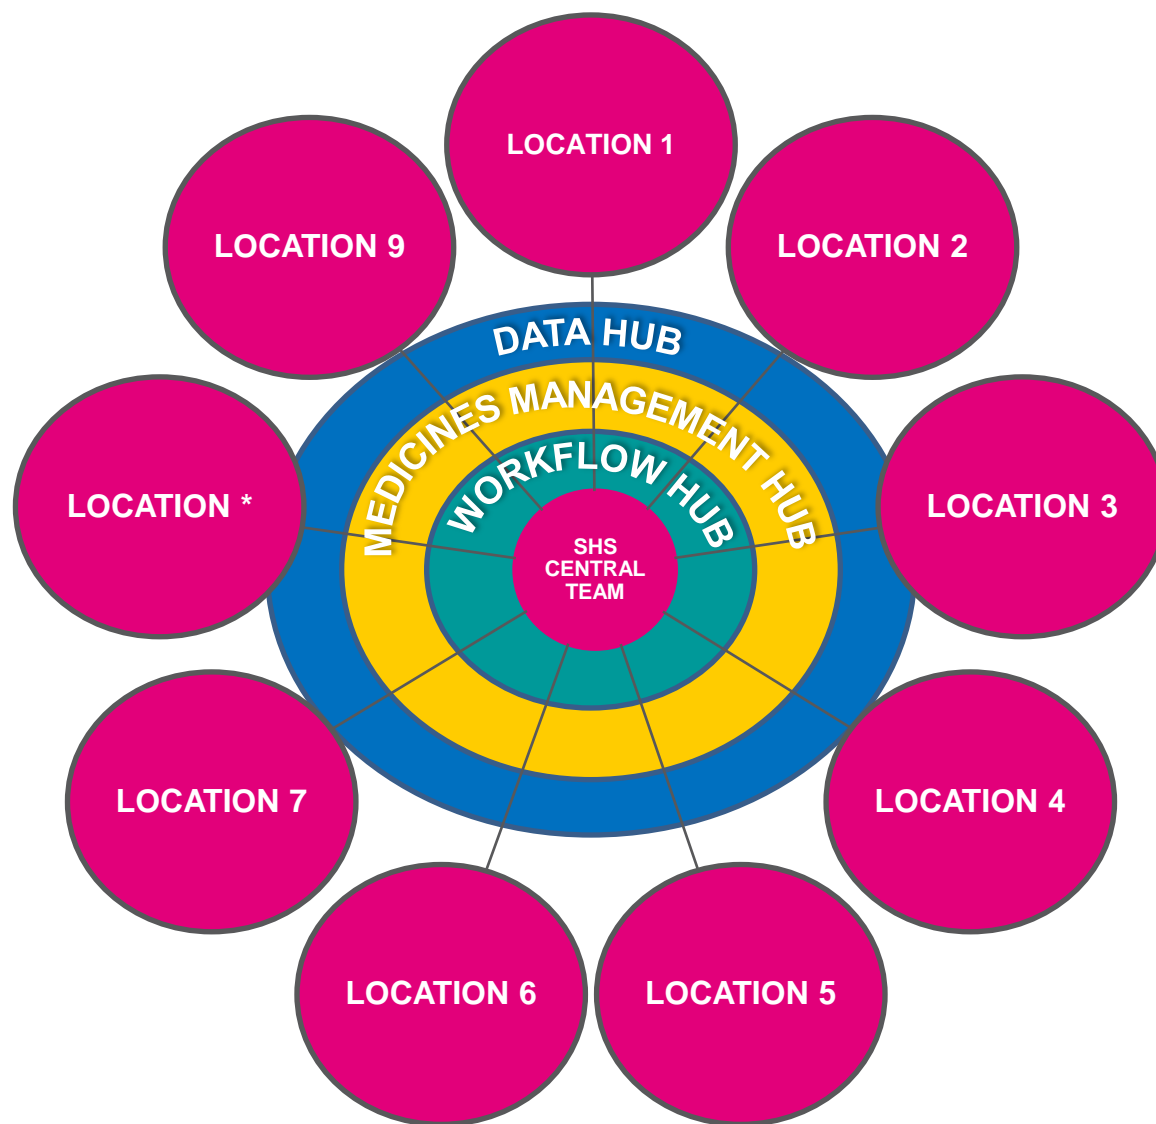 LOCATION 1
LOCATION 9
LOCATION 2
DATA HUB
MEDICINES MANAGEMENT HUB
WORKFLOW HUB
LOCATION *
LOCATION 3
SHS
CENTRAL
TEAM
LOCATION 7
LOCATION 4
LOCATION 6
LOCATION 5